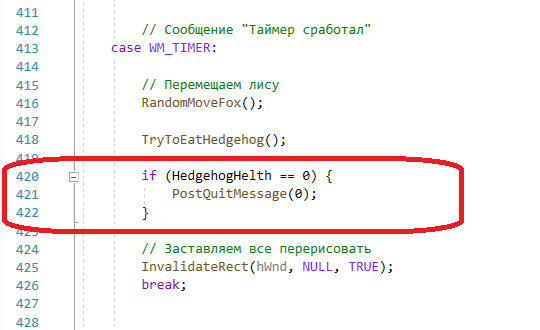 411
412 // Сообщение "Таймер сработал"
413 case WM_TIMER:
414
415 // Перемещаем лису
416 RandomMoveFox();
417
418 TryToEatHedgehog();
419
420 if (HedgehogHelth == 0) {
421 PostQuitMessage(0);
422 }
423
424 // Заставляем все перерисовать
425 InvalidateRect(hWnd, NULL, TRUE);
426 break;
427
428